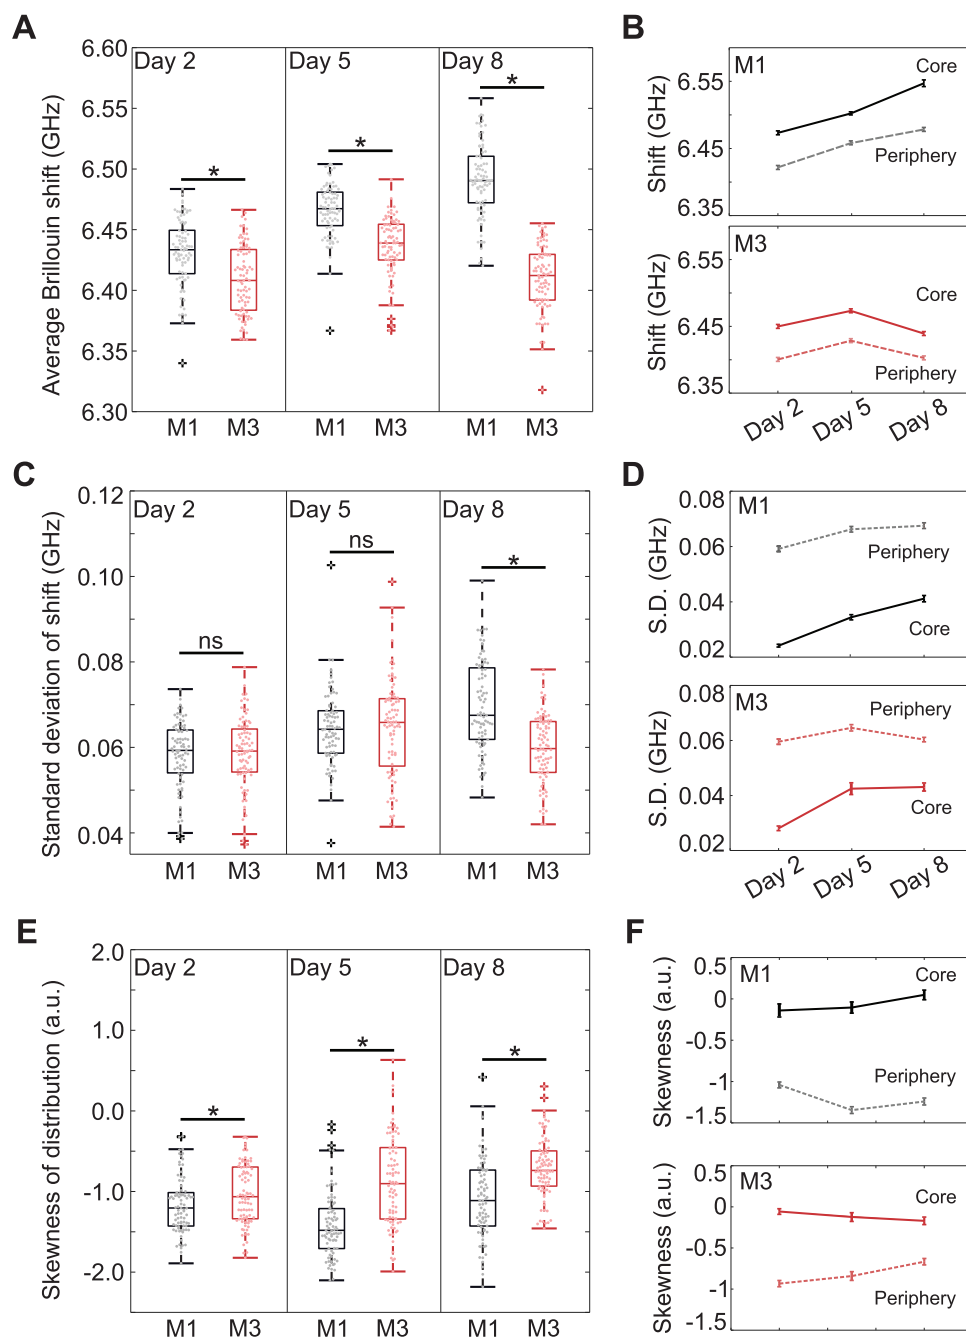 A
Average Brillouin shift (GHz)
6.60
6.50
6.50
6.45
6.40
6.35
6.30
Day 2
Day 5
Day 8
*
*
*
M1
M3
M1
M3
M1
M3
B
M1
Core
Periphery
Shift (GHz)
6.55
6.45
6.35
M3
Core
Periphery
Shift (GHz)
6.55
6.45
6.35
Day 2
Day 5
Day 8
C
Standard deviation of shift (GHz)
0.12
0.10
0.08
0.06
0.04
Day 2
Day 5
Day 8
ns
ns
*
M1
M3
M1
M3
M1
M3
D
M1
Periphery
Core
S.D. (GHz)
0.08
0.06
0.04
0.02
M3
Periphery
Core
S.D. (GHz)
0.08
0.06
0.04
0.02
Day 2
Day 5
Day 8
E
Skewness of distribution (a.u.)
2.0
1.0
0.0
-1.0
-2.0
Day 2
Day 5
Day 8
*
*
*
M1
M3
M1
M3
M1
M3
F
M1
Core
Periphery
Skewness (a.u.)
0.5
0
-0.5
-1
-1.5
M3
Core
Periphery
Skewness (a.u.)
0.5
0
-0.5
-1
-1.5